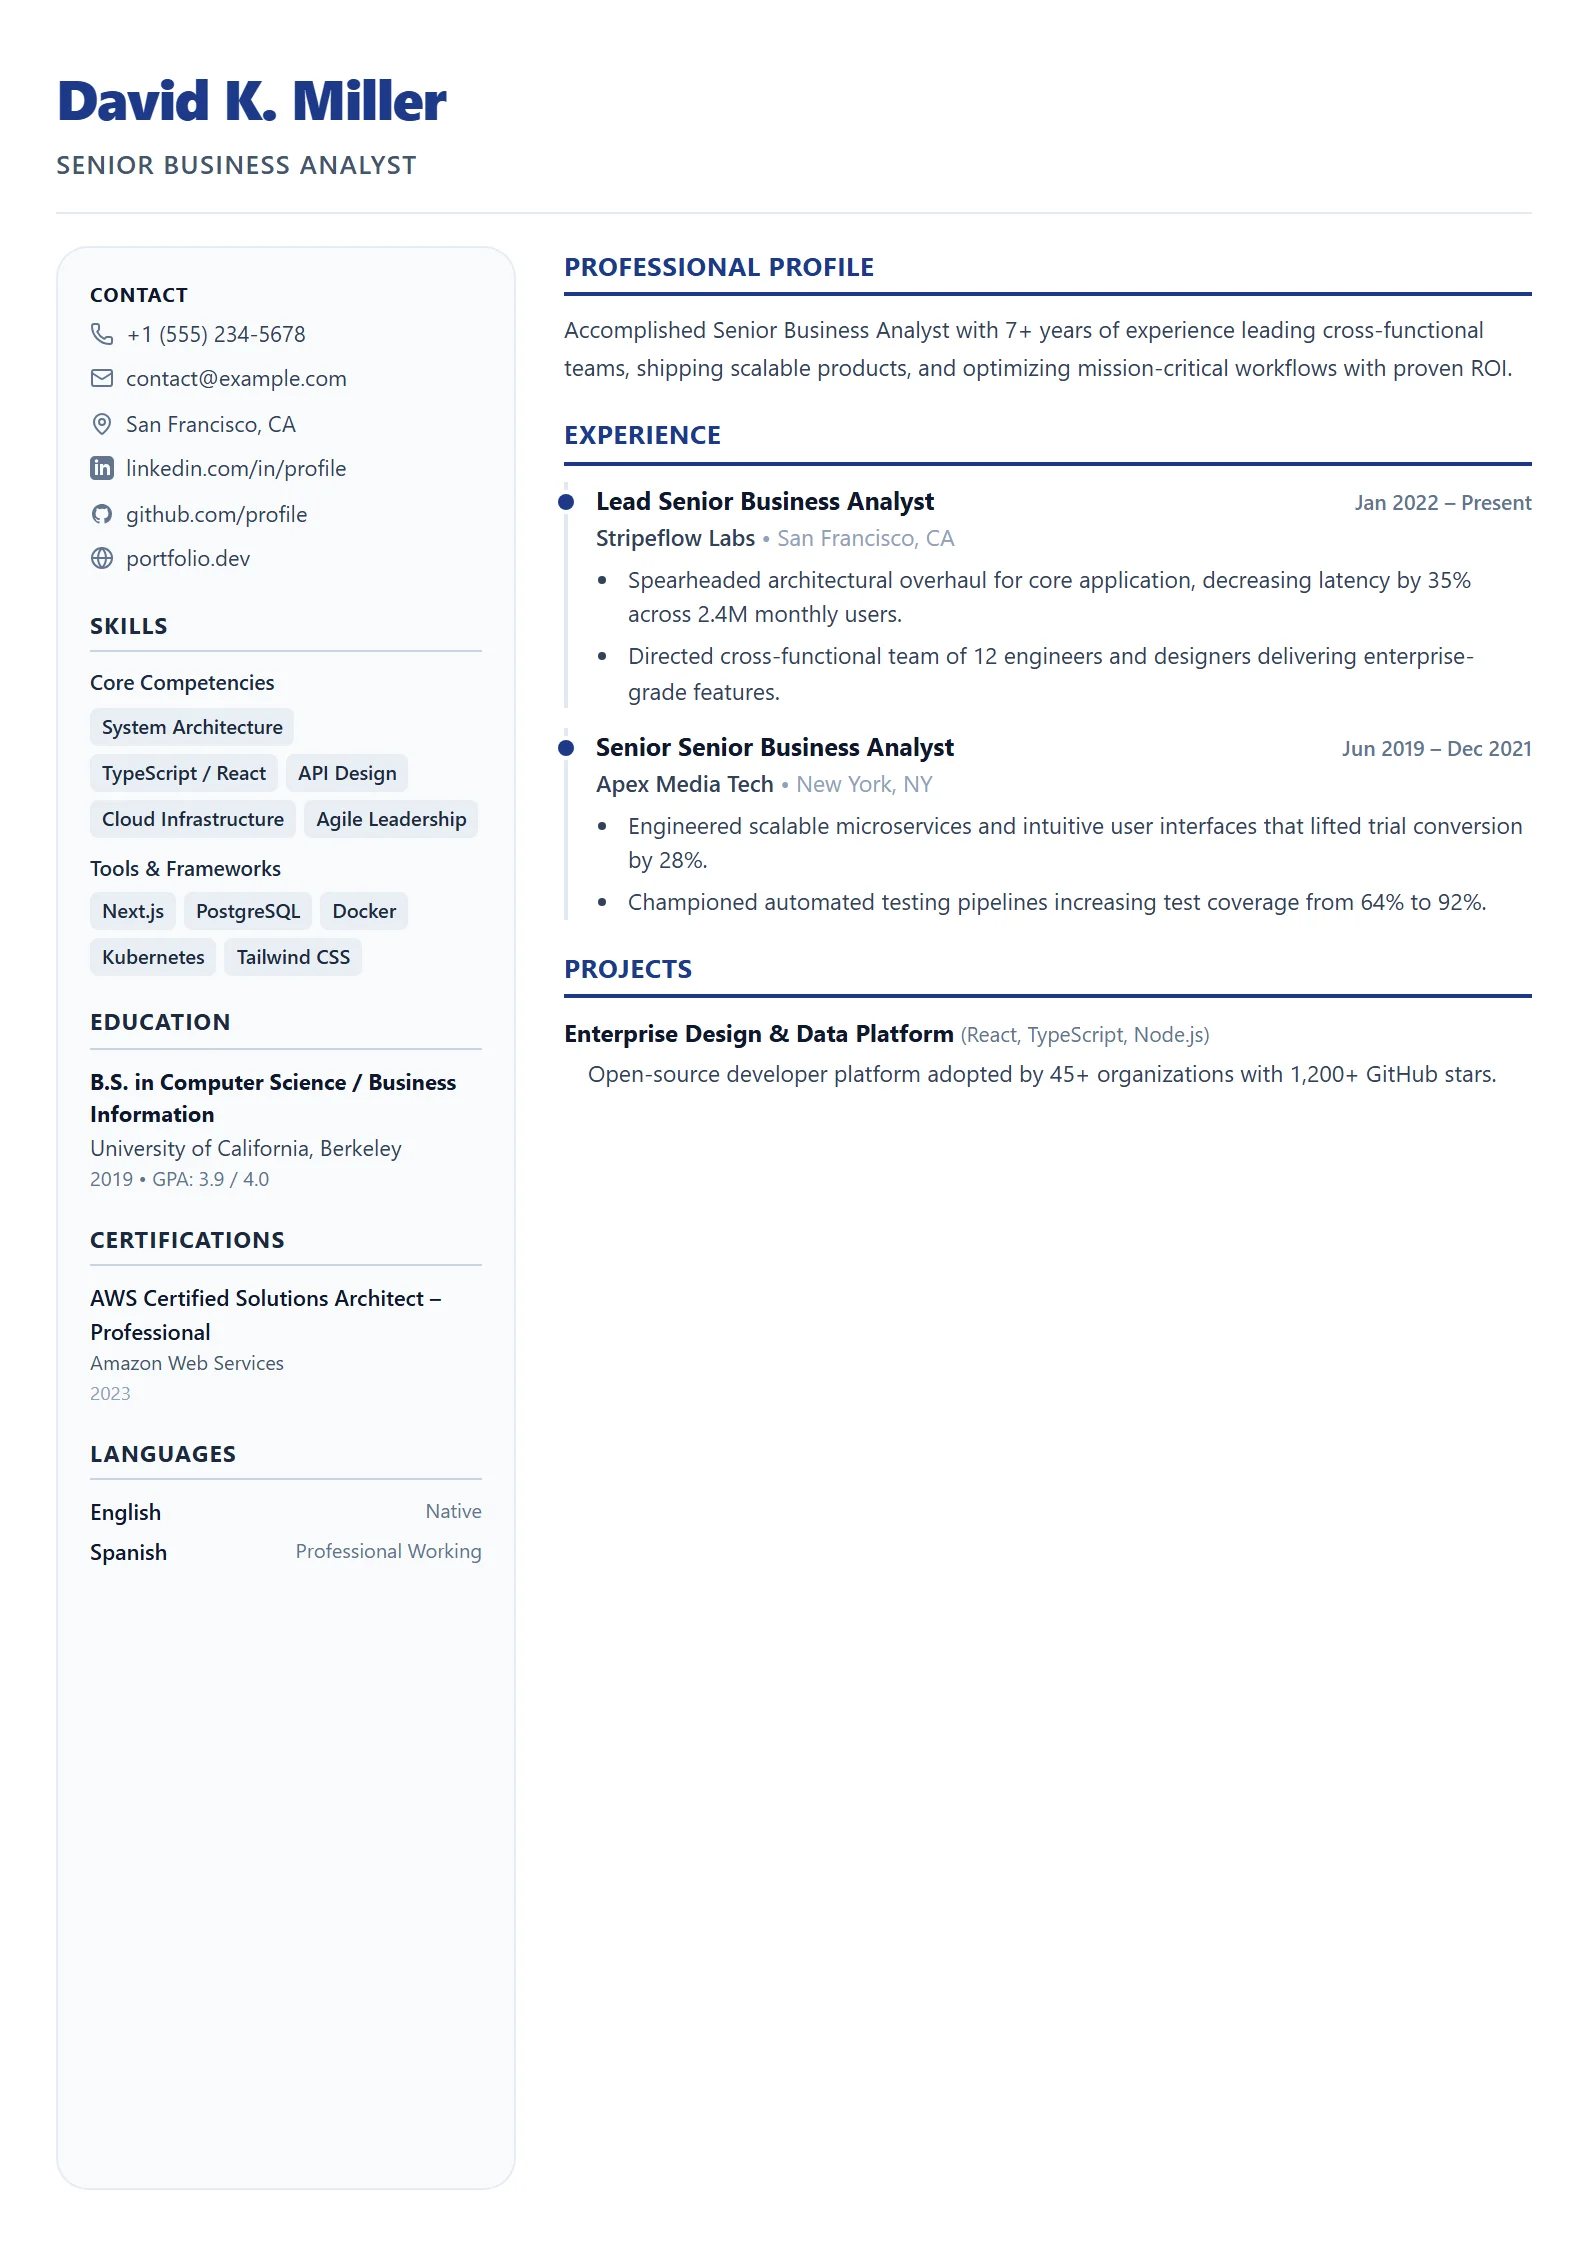 David K. Miller
SENIOR BUSINESS ANALYST
CONTACT
+1 (555) 234-5678
contact@example.com
San Francisco, CA
linkedin.com/in/profile
github.com/profile
portfolio.dev
SKILLS
Core Competencies
System Architecture
TypeScript / React API Design
Cloud Infrastructure Agile Leadership
Tools & Frameworks
Next.js PostgreSQL Docker
Kubernetes Tailwind CSS
EDUCATION
B.S. in Computer Science / Business
Information
University of California, Berkeley
2019 • GPA: 3.9 / 4.0
CERTIFICATIONS
AWS Certified Solutions Architect –
Professional
Amazon Web Services
2023
LANGUAGES
English Native
Spanish Professional Working
PROFESSIONAL PROFILE
Accomplished Senior Business Analyst with 7+ years of experience leading cross-functional
teams, shipping scalable products, and optimizing mission-critical workflows with proven ROI.
EXPERIENCE
Lead Senior Business Analyst Jan 2022 – Present
Stripeflow Labs • San Francisco, CA
• Spearheaded architectural overhaul for core application, decreasing latency by 35%
across 2.4M monthly users.
• Directed cross-functional team of 12 engineers and designers delivering enterprise-
grade features.
Senior Senior Business Analyst Jun 2019 – Dec 2021
Apex Media Tech • New York, NY
• Engineered scalable microservices and intuitive user interfaces that lifted trial conversion
by 28%.
• Championed automated testing pipelines increasing test coverage from 64% to 92%.
PROJECTS
Enterprise Design & Data Platform (React, TypeScript, Node.js)
Open-source developer platform adopted by 45+ organizations with 1,200+ GitHub stars.